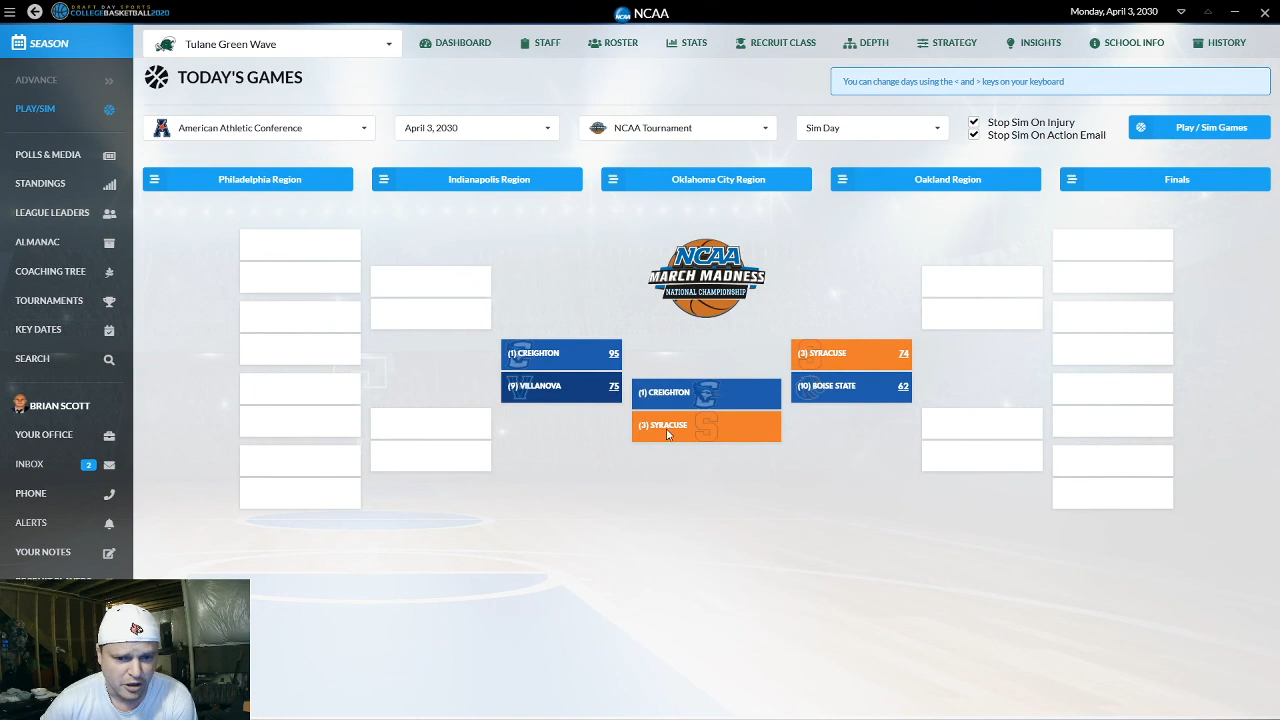 DRAFT DAY SPORTS
COLLEGE BASKETBALL 2020
NCAA
Monday, April 3, 2030
SEASON
Tulane Green Wave
DASHBOARD
STAFF
ROSTER
STATS
RECRUIT CLASS
DEPTH
STRATEGY
INSIGHTS
SCHOOL INFO
HISTORY
ADVANCE
TODAY'S GAMES
You can change days using the < and > keys on your keyboard
PLAY/SIM
American Athletic Conference
April 3, 2030
NCAA Tournament
Sim Day
Stop Sim On Injury
Stop Sim On Action Email
Play / Sim Games
POLLS & MEDIA
STANDINGS
LEAGUE LEADERS
ALMANAC
COACHING TREE
TOURNAMENTS
KEY DATES
SEARCH
BRIAN SCOTT
YOUR OFFICE
INBOX 2
PHONE
ALERTS
YOUR NOTES
Philadelphia Region
Indianapolis Region
Oklahoma City Region
Oakland Region
Finals
NCAA
MARCH MADNESS
NATIONAL CHAMPIONSHIP
(1) CREIGHTON 95
(9) VILLANOVA 75
(1) CREIGHTON
(3) SYRACUSE
(3) SYRACUSE 74
(10) BOISE STATE 62